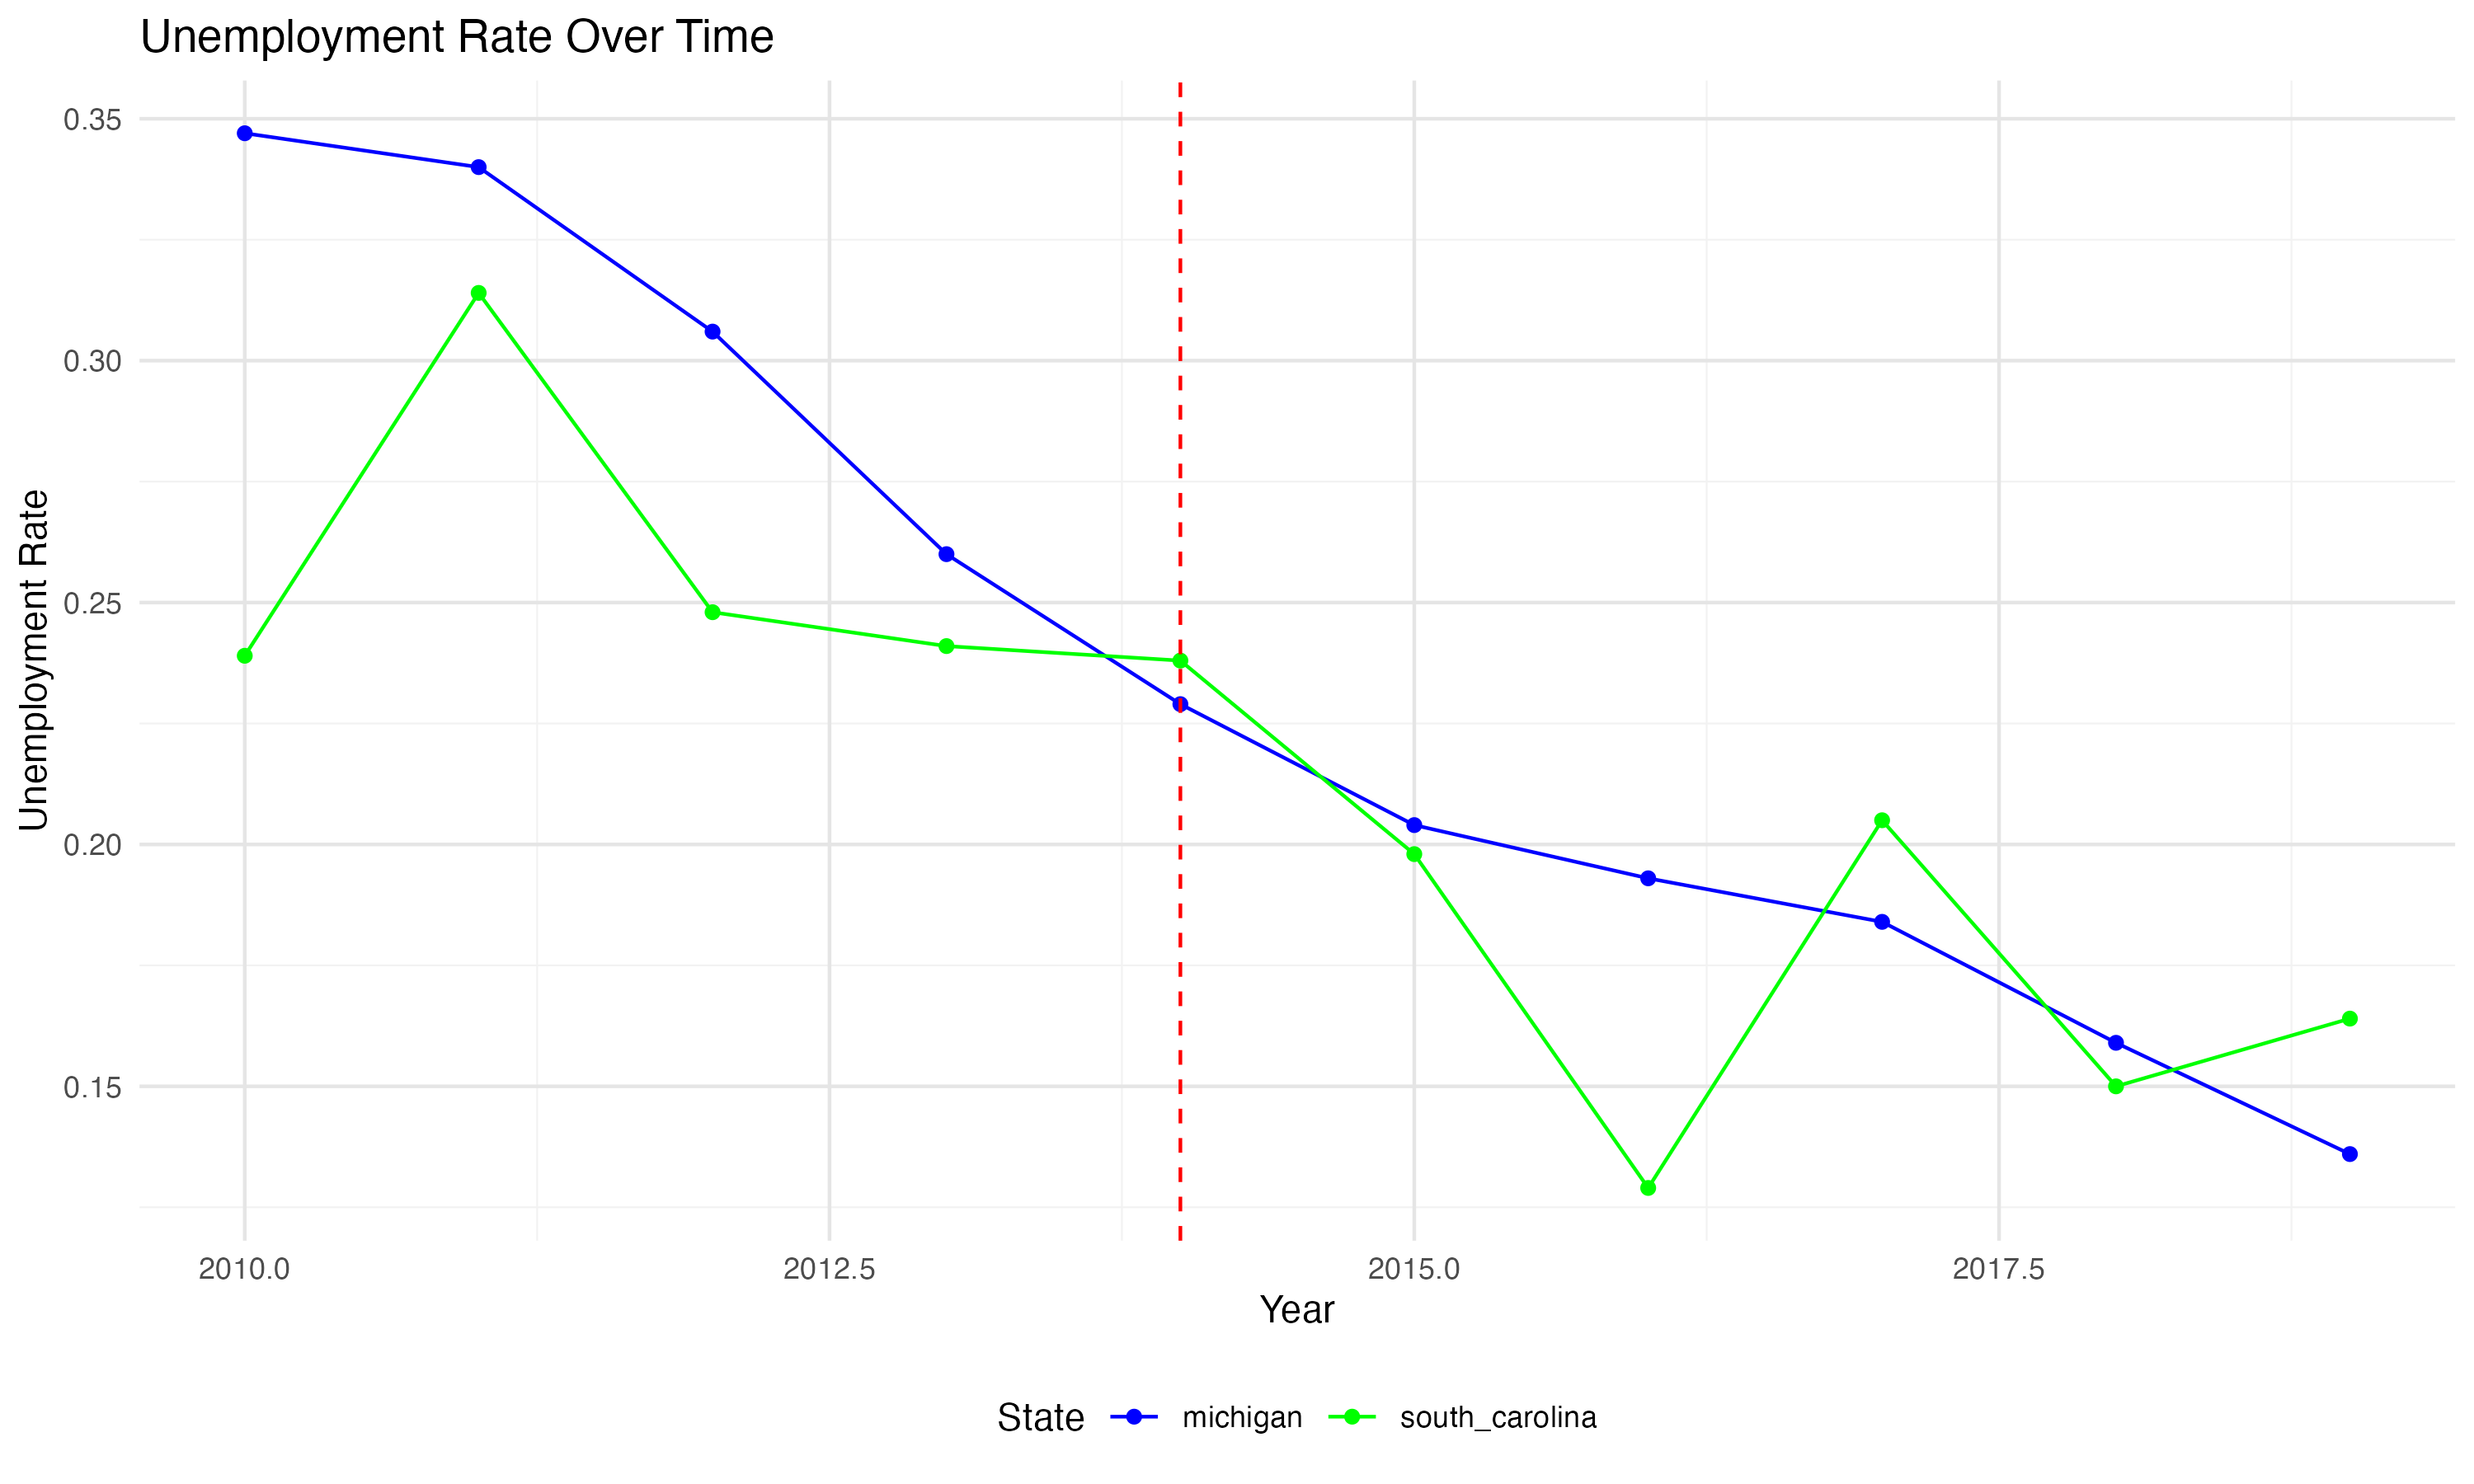 Unemployment Rate Over Time
Unemployment Rate
0.35
0.30
0.25
0.20
0.15
2010.0 2012.5 2015.0 2017.5
Year
State michigan south_carolina